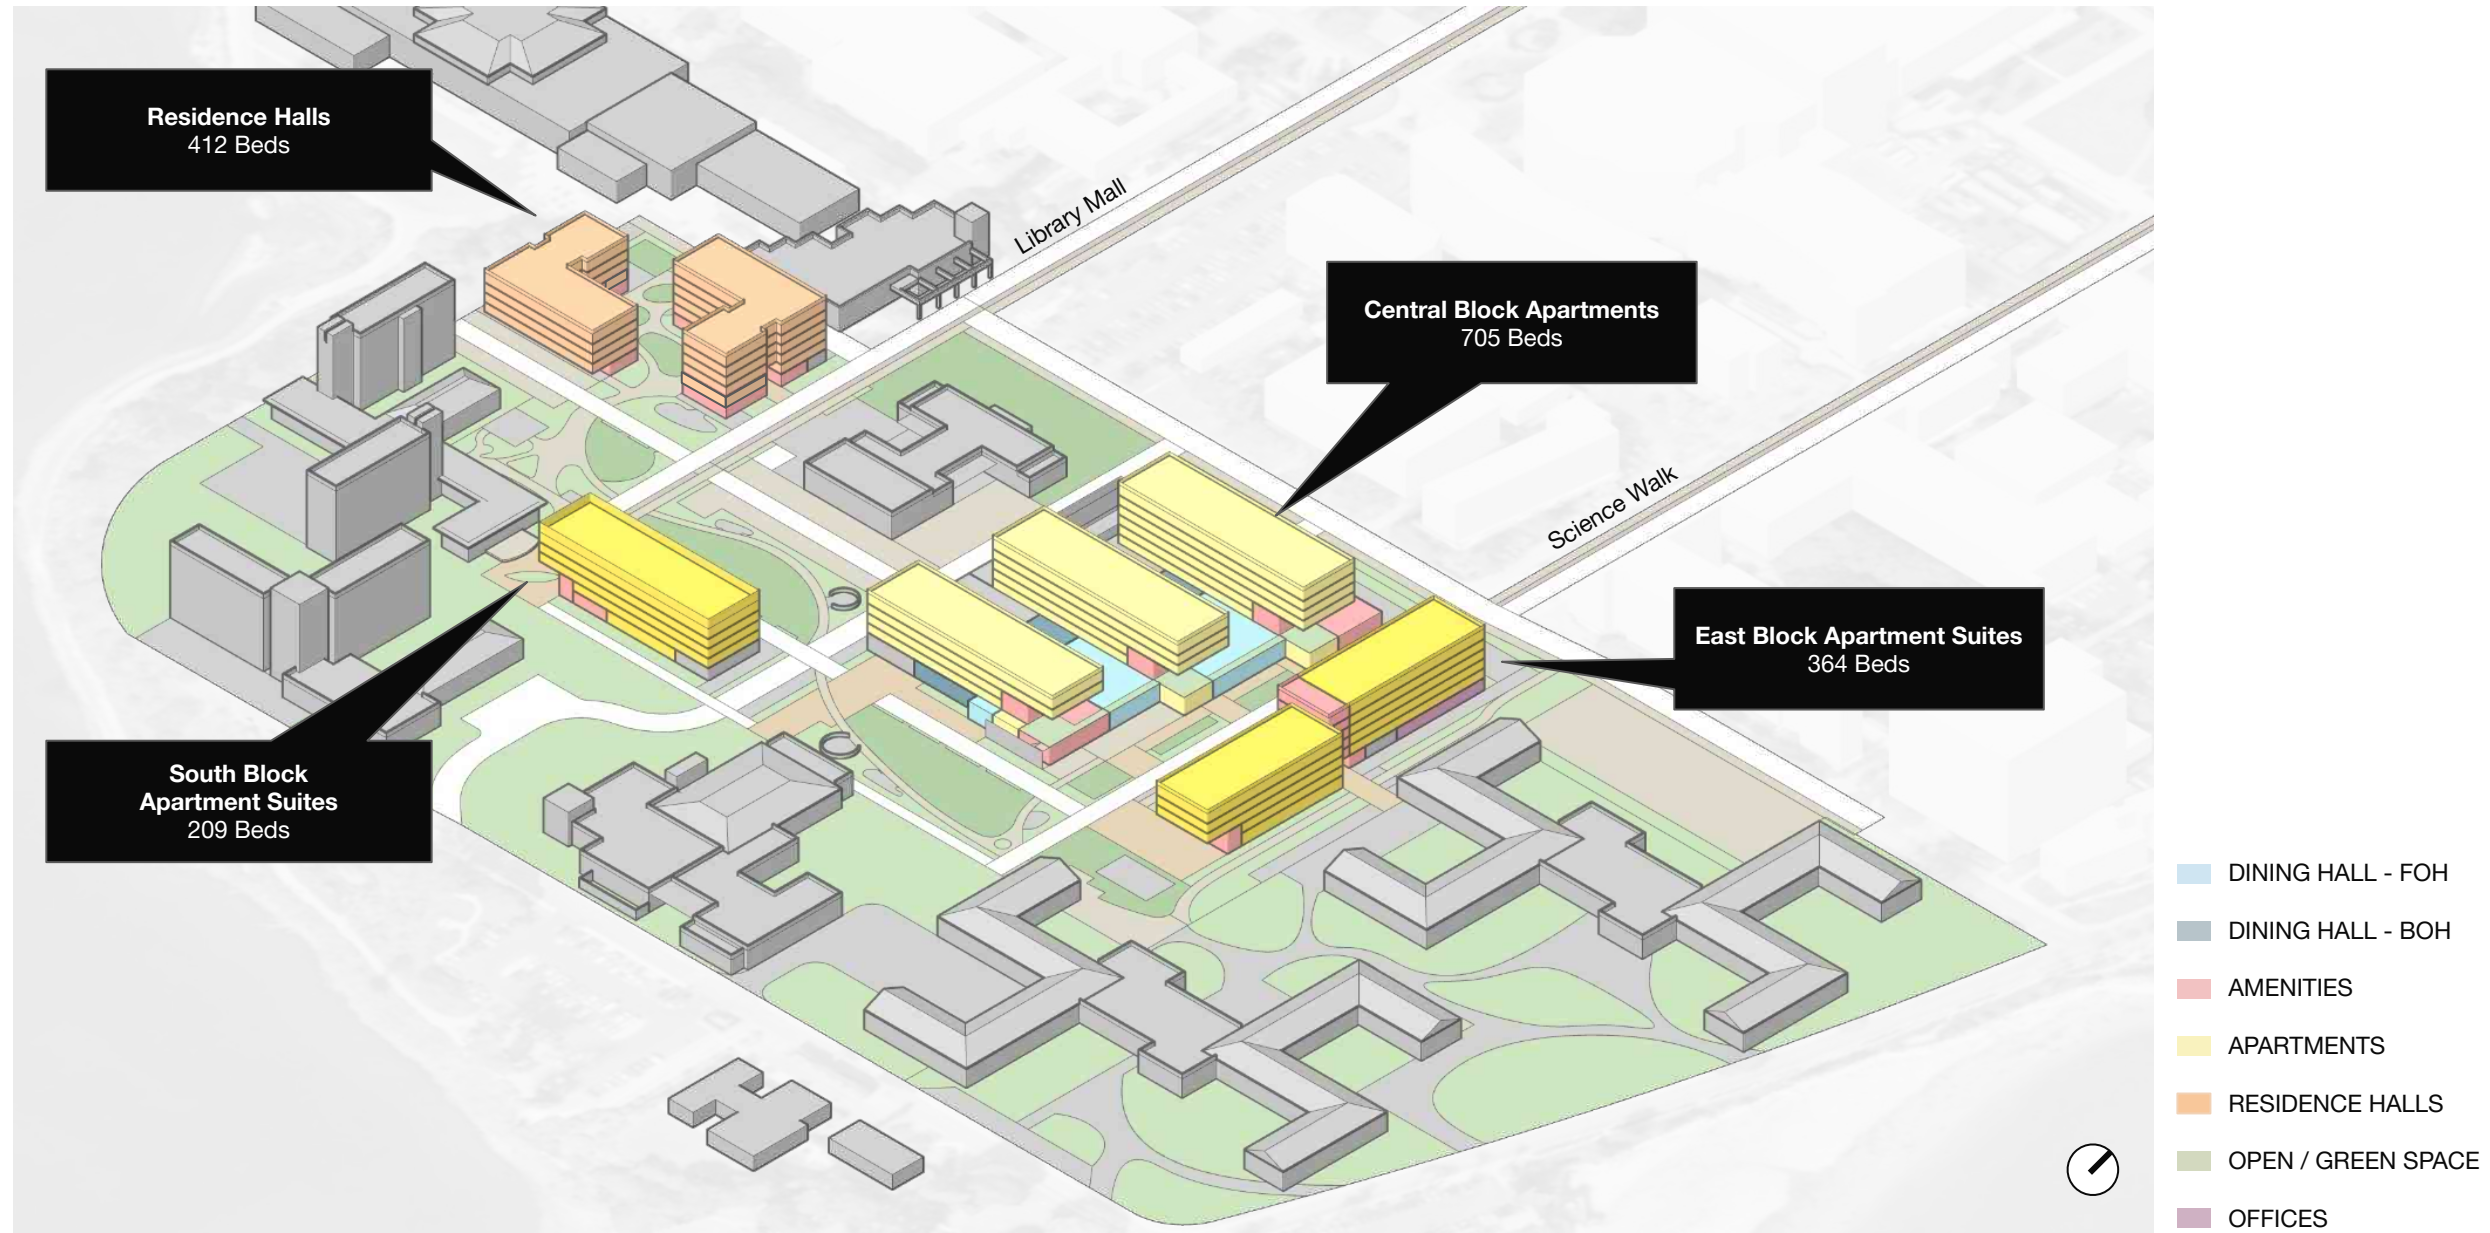 Residence Halls
412 Beds
Library Mall
Central Block Apartments
705 Beds
Science Walk
East Block Apartment Suites
364 Beds
South Block
Apartment Suites
209 Beds
DINING HALL - FOH
DINING HALL - BOH
AMENITIES
APARTMENTS
RESIDENCE HALLS
OPEN / GREEN SPACE
OFFICES